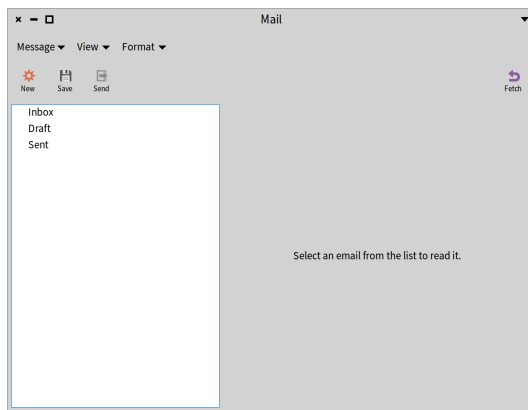 Mail
Message View Format
New Save Send Fetch
Inbox
Draft
Sent
Select an email from the list to read it.